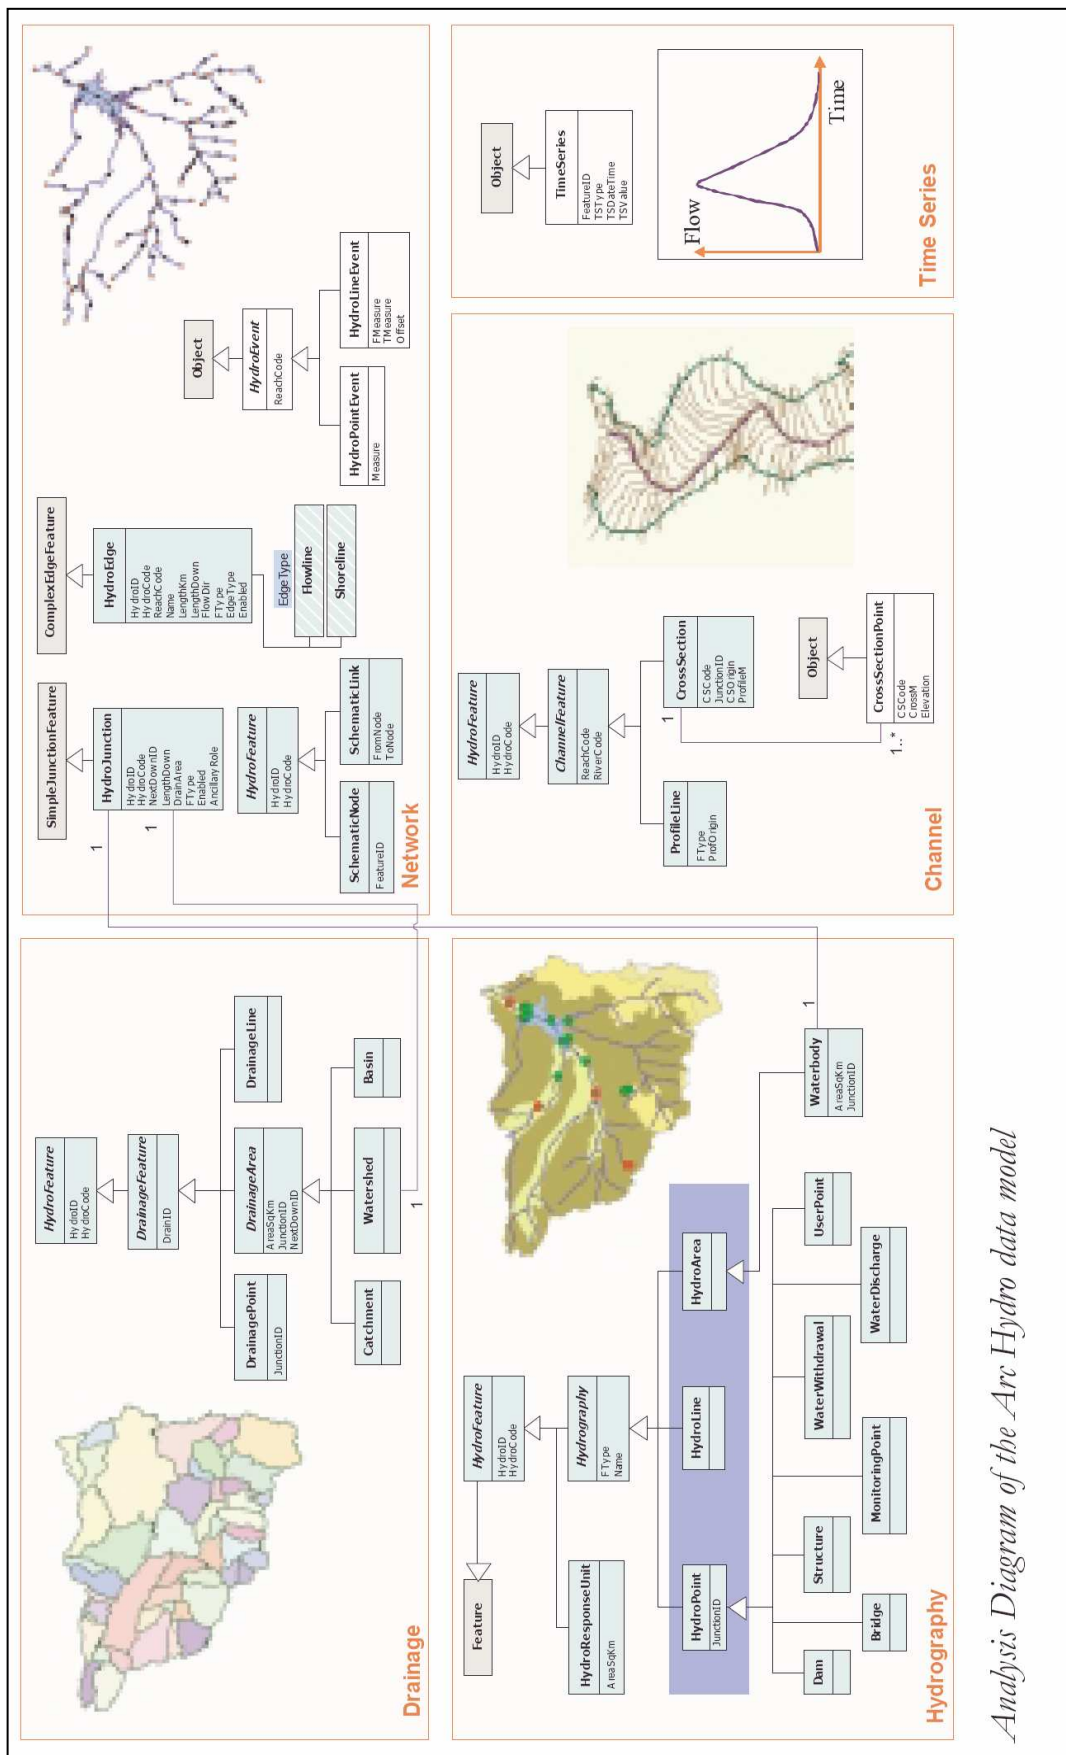 HydroFeature
HydroID
HydroCode
DrainageFeature
DrainID
DrainagePoint
JunctionID
DrainageArea
AreaSqKm
JunctionID
NextDownID
DrainageLine
Catchment
Watershed
Basin
1
Drainage
SimpleJunctionFeature
HydroJunction
HydroID
HydroCode
NextDownID
LengthDown
DrainArea
FType
Enabled
AncillaryRole
1
1
HydroFeature
HydroID
HydroCode
SchematicNode
FeatureID
SchematicLink
FromNode
ToNode
ComplexEdgeFeature
HydroEdge
HydroID
HydroCode
ReachCode
Name
LengthKm
LengthDown
FlowDir
FType
EdgeType
Enabled
EdgeType
Flowline
Shoreline
Object
HydroEvent
ReachCode
HydroPointEvent
Measure
HydroLineEvent
FMeasure
TMeasure
Offset
Network
Feature
HydroFeature
HydroID
HydroCode
HydroResponseUnit
AreaSqKm
Hydrography
FType
Name
HydroPoint
JunctionID
HydroLine
HydroArea
Dam
Bridge
Structure
MonitoringPoint
WaterWithdrawal
WaterDischarge
UserPoint
Waterbody
AreaSqKm
JunctionID
1
Hydrography
HydroFeature
HydroID
HydroCode
ChannelFeature
ReachCode
RiverCode
ProfileLine
FType
ProfOrigin
CrossSection
CSCode
JunctionID
CSOrigin
ProfileM
1
1..*
Object
CrossSectionPoint
CSCode
CrossM
Elevation
Channel
Object
TimeSeries
FeatureID
TSType
TSDateTime
TSValue
Flow
Time
Time Series
Analysis Diagram of the Arc Hydro data model